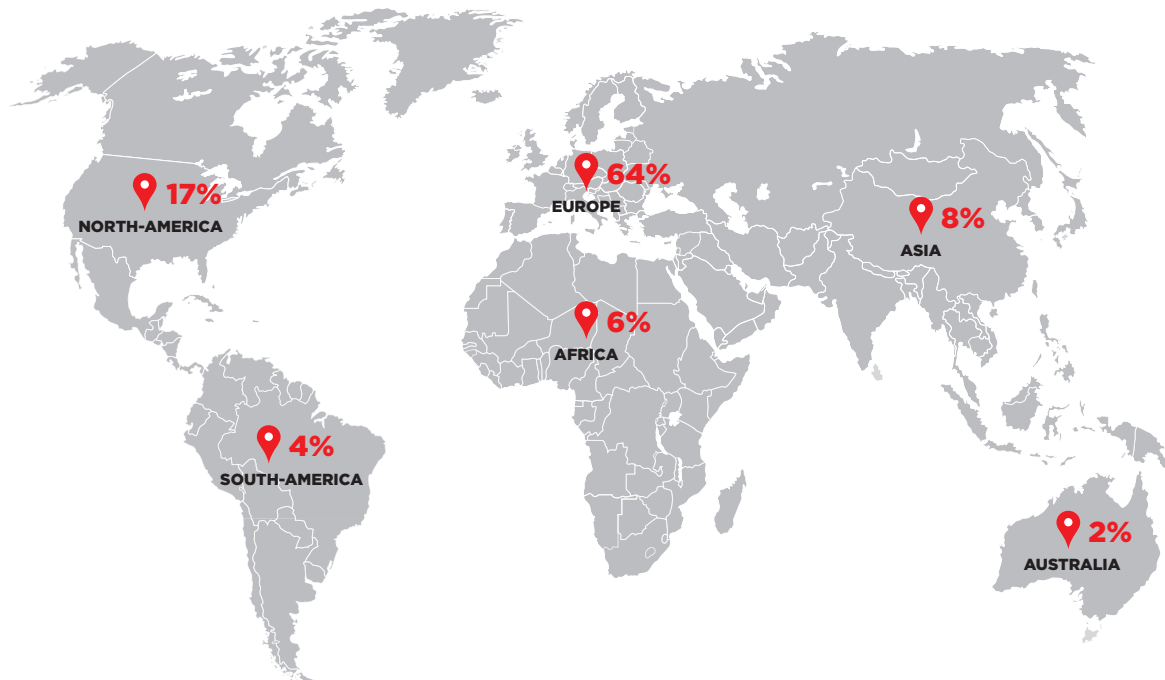 17%
NORTH-AMERICA
64%
EUROPE
8%
ASIA
6%
AFRICA
4%
SOUTH-AMERICA
2%
AUSTRALIA